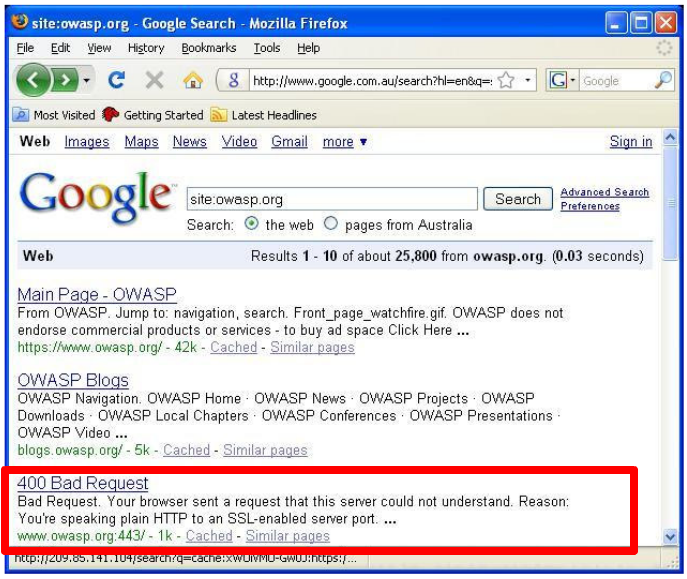 site:owasp.org - Google Search - Mozilla Firefox
File Edit View History Bookmarks Tools Help
http://www.google.com.au/search?hl=en&q=: G Google
Most Visited Getting Started Latest Headlines
Web Images Maps News Video Gmail more Sign in
Google site:owasp.org Search Advanced Search
Preferences
Search: the web pages from Australia
Web Results 1 - 10 of about 25,800 from owasp.org. (0.03 seconds)
Main Page - OWASP
From OWASP. Jump to: navigation, search. Front_page_watchfire.gif. OWASP does not
endorse commercial products or services - to buy ad space Click Here ...
https://www.owasp.org/ - 42k - Cached - Similar pages
OWASP Blogs
OWASP Navigation. OWASP Home · OWASP News · OWASP Projects · OWASP
Downloads · OWASP Local Chapters · OWASP Conferences · OWASP Presentations ·
OWASP Video ...
blogs.owasp.org/ - 5k - Cached - Similar pages
400 Bad Request
Bad Request. Your browser sent a request that this server could not understand. Reason:
You're speaking plain HTTP to an SSL-enabled server port. ...
www.owasp.org:443/ - 1k - Cached - Similar pages